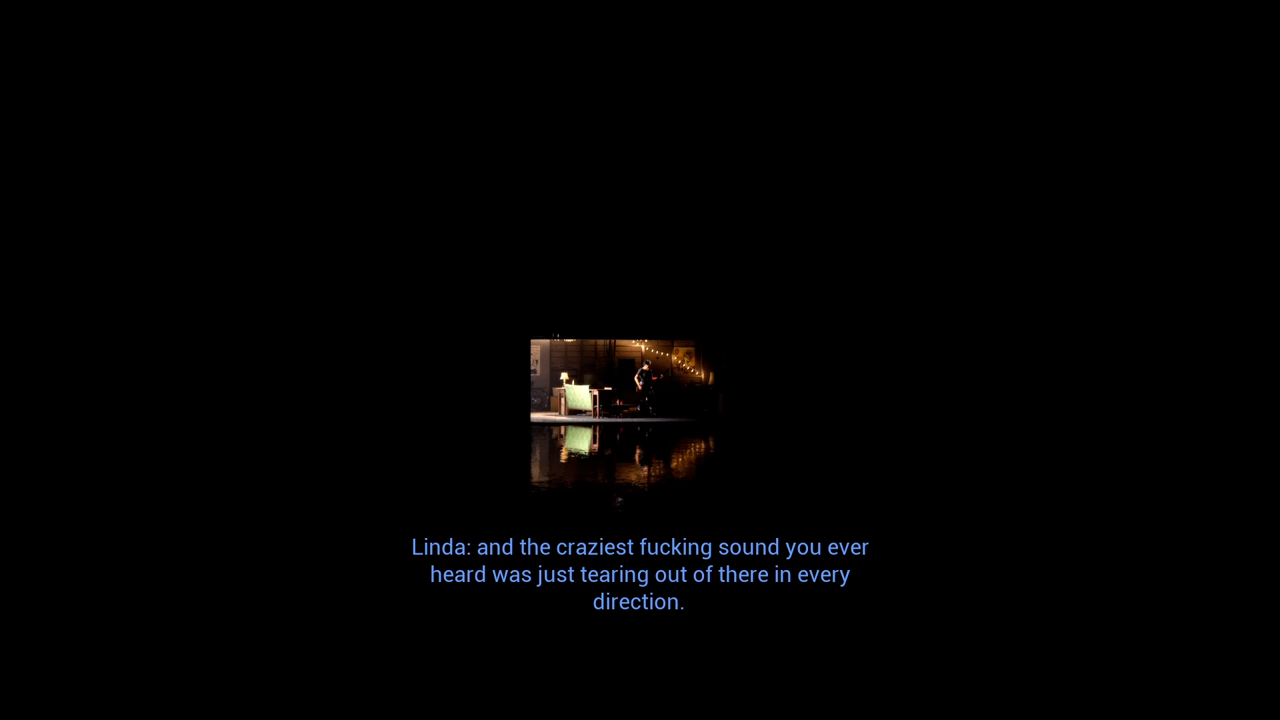 Linda: and the craziest fucking sound you ever
heard was just tearing out of there in every
direction.